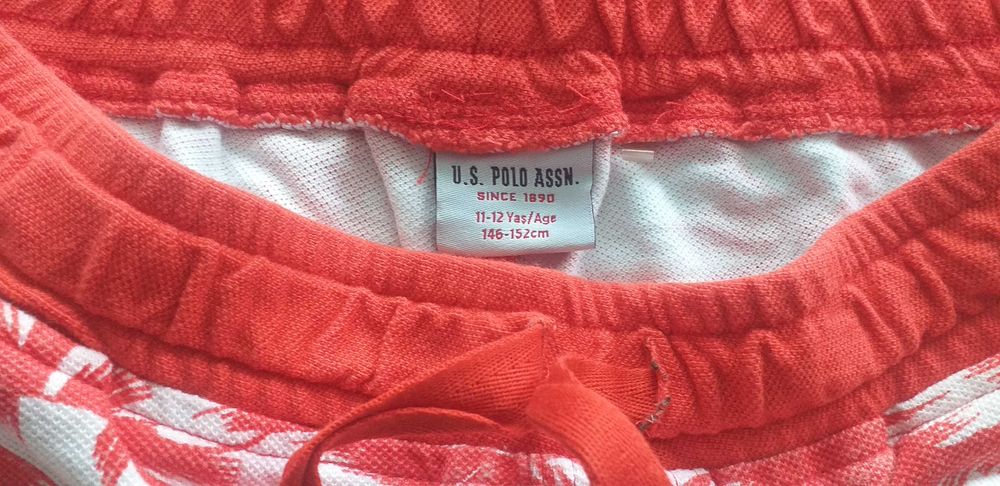 U.S. POLO ASSN.
SINCE 1890
11-12 Yaş/Age
146-152cm